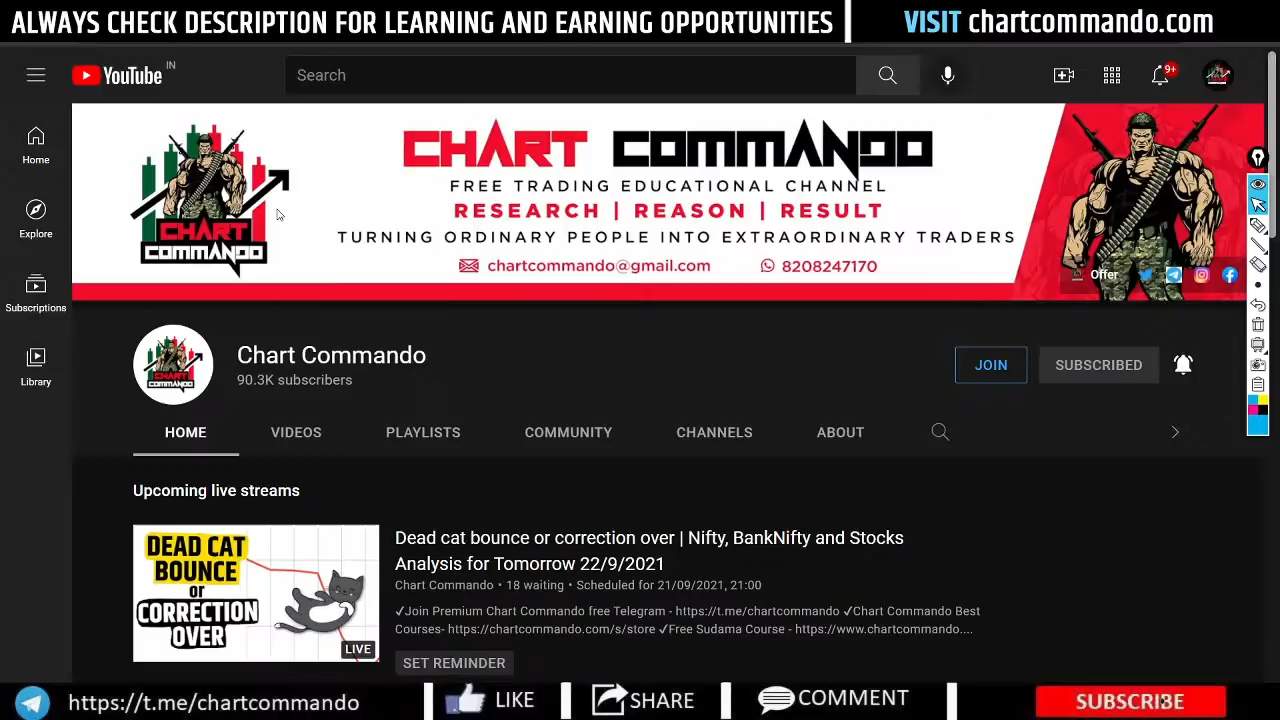 ALWAYS CHECK DESCRIPTION FOR LEARNING AND EARNING OPPORTUNITIES
VISIT chartcommando.com
YouTube IN
Search
9+
Home
Explore
Subscriptions
Library
CHART
COMMANDO
CHART COMMANDO
FREE TRADING EDUCATIONAL CHANNEL
RESEARCH | REASON | RESULT
TURNING ORDINARY PEOPLE INTO EXTRAORDINARY TRADERS
chartcommando@gmail.com 8208247170
Offer
CHART
COMMANDO
Chart Commando
90.3K subscribers
JOIN
SUBSCRIBED
HOME VIDEOS PLAYLISTS COMMUNITY CHANNELS ABOUT
Upcoming live streams
DEAD CAT
BOUNCE
or
CORRECTION
OVER
LIVE
Dead cat bounce or correction over | Nifty, BankNifty and Stocks
Analysis for Tomorrow 22/9/2021
Chart Commando • 18 waiting • Scheduled for 21/09/2021, 21:00
✓Join Premium Chart Commando free Telegram - https://t.me/chartcommando ✓Chart Commando Best
Courses- https://chartcommando.com/s/store ✓Free Sudama Course - https://www.chartcommando....
SET REMINDER
https://t.me/chartcommando
LIKE
SHARE
COMMENT
SUBSCRIBE